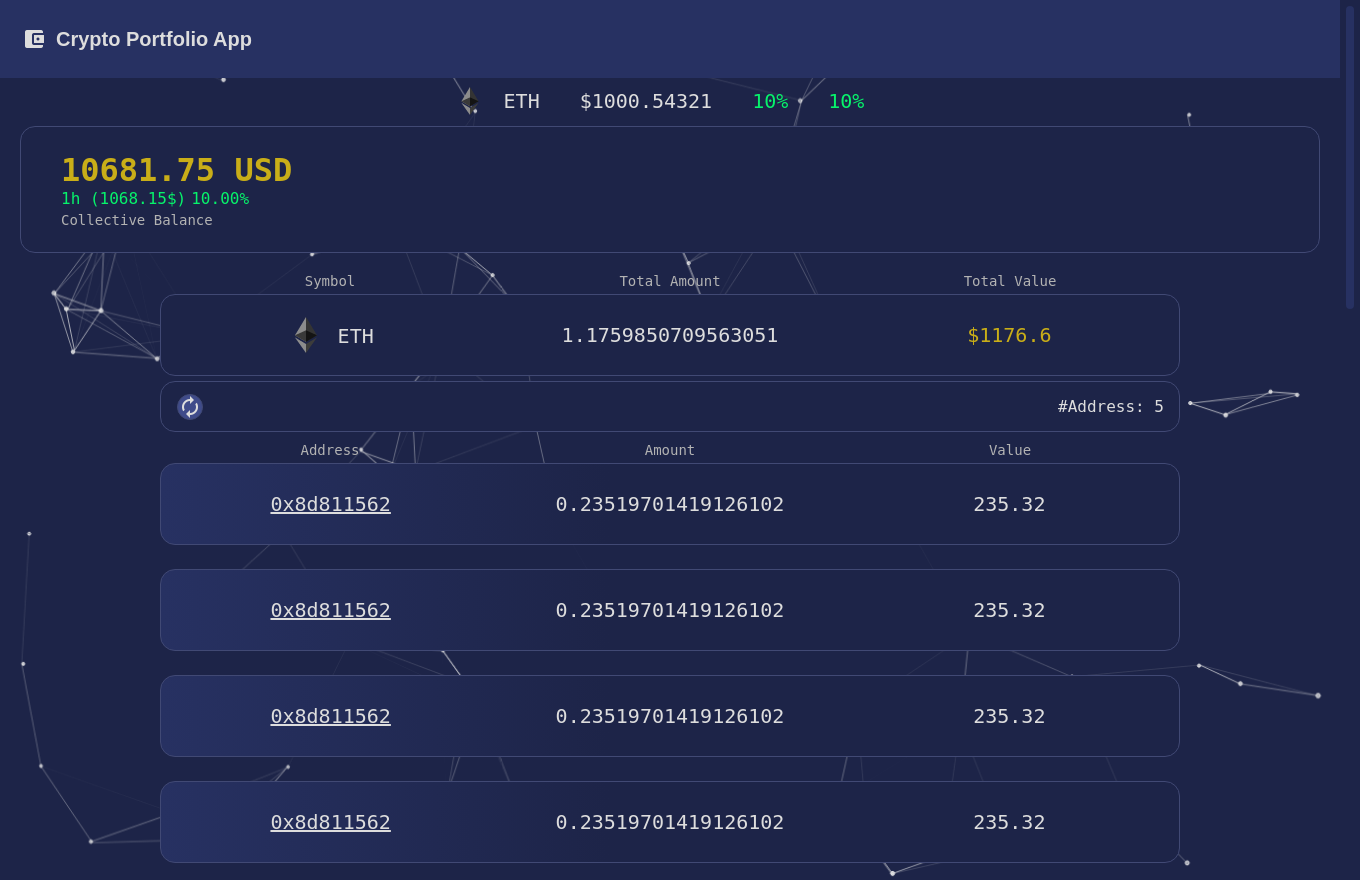 Crypto Portfolio App
ETH $1000.54321 10% 10%
10681.75 USD
1h (1068.15$) 10.00%
Collective Balance
Symbol Total Amount Total Value
ETH 1.1759850709563051 $1176.6
#Address: 5
Address Amount Value
0x8d811562 0.23519701419126102 235.32
0x8d811562 0.23519701419126102 235.32
0x8d811562 0.23519701419126102 235.32
0x8d811562 0.23519701419126102 235.32